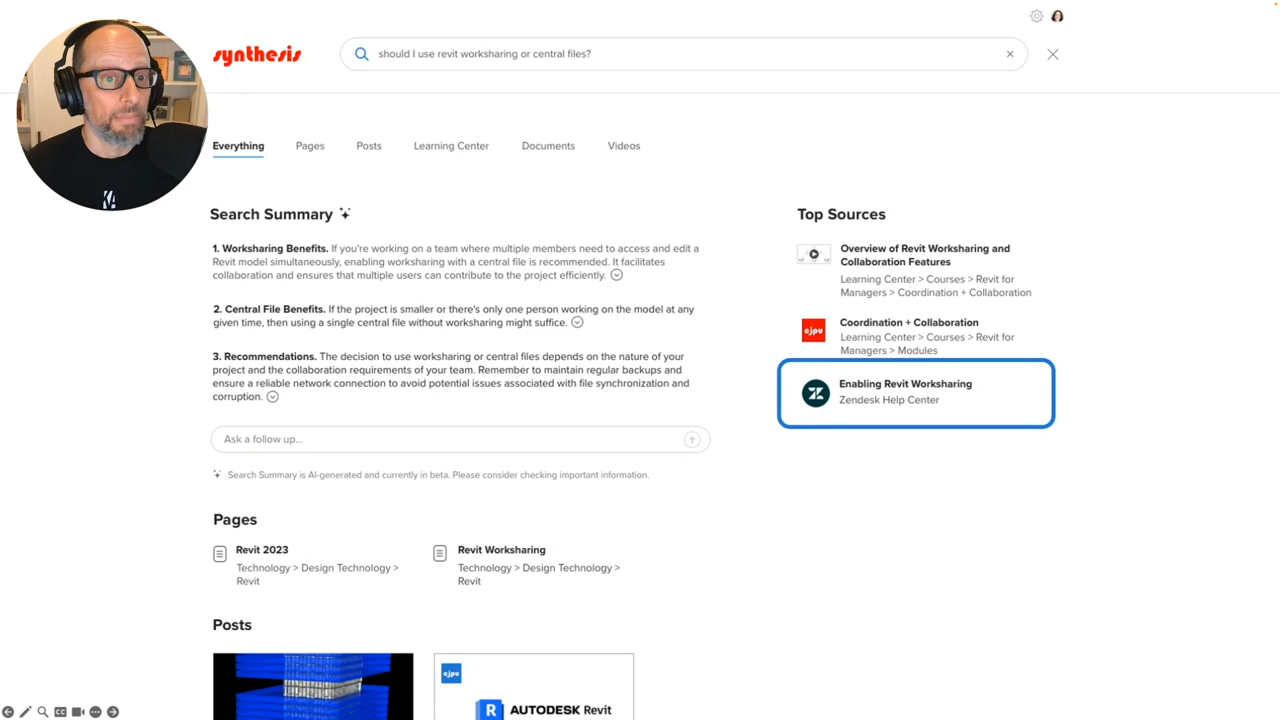 synthesis
should I use revit worksharing or central files?
Everything
Pages
Posts
Learning Center
Documents
Videos
Search Summary
1. Worksharing Benefits. If you're working on a team where multiple members need to access and edit a
Revit model simultaneously, enabling worksharing with a central file is recommended. It facilitates
collaboration and ensures that multiple users can contribute to the project efficiently.
2. Central File Benefits. If the project is smaller or there's only one person working on the model at any
given time, then using a single central file without worksharing might suffice.
3. Recommendations. The decision to use worksharing or central files depends on the nature of your
project and the collaboration requirements of your team. Remember to maintain regular backups and
ensure a reliable network connection to avoid potential issues associated with file synchronization and
corruption.
Ask a follow up...
Search Summary is AI-generated and currently in beta. Please consider checking important information.
Top Sources
Overview of Revit Worksharing and
Collaboration Features
Learning Center > Courses > Revit for
Managers > Coordination + Collaboration
ejpu
Coordination + Collaboration
Learning Center > Courses > Revit for
Managers > Modules
Enabling Revit Worksharing
Zendesk Help Center
Pages
Revit 2023
Technology > Design Technology >
Revit
Revit Worksharing
Technology > Design Technology >
Revit
Posts
ejpu
R AUTODESK Revit
CC